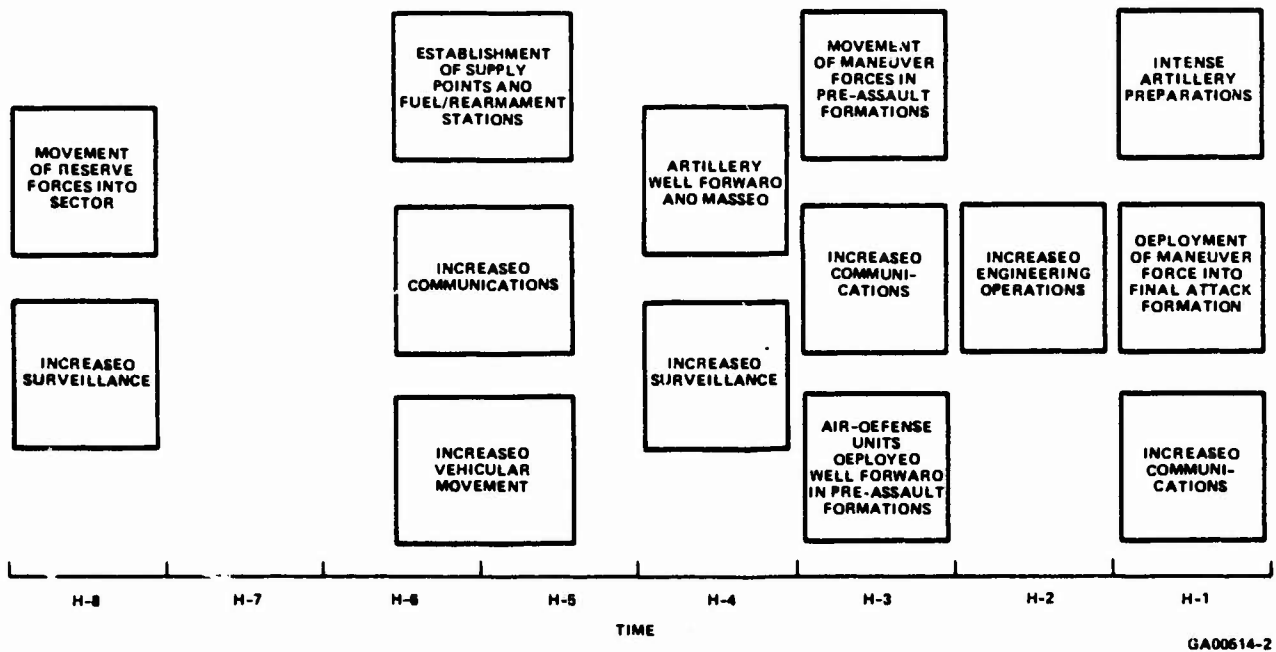 MOVEMENT
OF RESERVE
FORCES INTO
SECTOR
INCREASED
SURVEILLANCE
ESTABLISHMENT
OF SUPPLY
POINTS AND
FUEL/REARMAMENT
STATIONS
INCREASED
COMMUNICATIONS
INCREASED
VEHICULAR
MOVEMENT
ARTILLERY
WELL FORWARD
AND MASSED
INCREASED
SURVEILLANCE
MOVEMENT
OF MANEUVER
FORCES IN
PRE-ASSAULT
FORMATIONS
INCREASED
COMMUNI-
CATIONS
AIR-DEFENSE
UNITS
DEPLOYED
WELL FORWARD
IN PRE-ASSAULT
FORMATIONS
INCREASED
ENGINEERING
OPERATIONS
INTENSE
ARTILLERY
PREPARATIONS
DEPLOYMENT
OF MANEUVER
FORCE INTO
FINAL ATTACK
FORMATION
INCREASED
COMMUNI-
CATIONS
H-8 H-7 H-6 H-5 H-4 H-3 H-2 H-1
TIME
GA00614-2